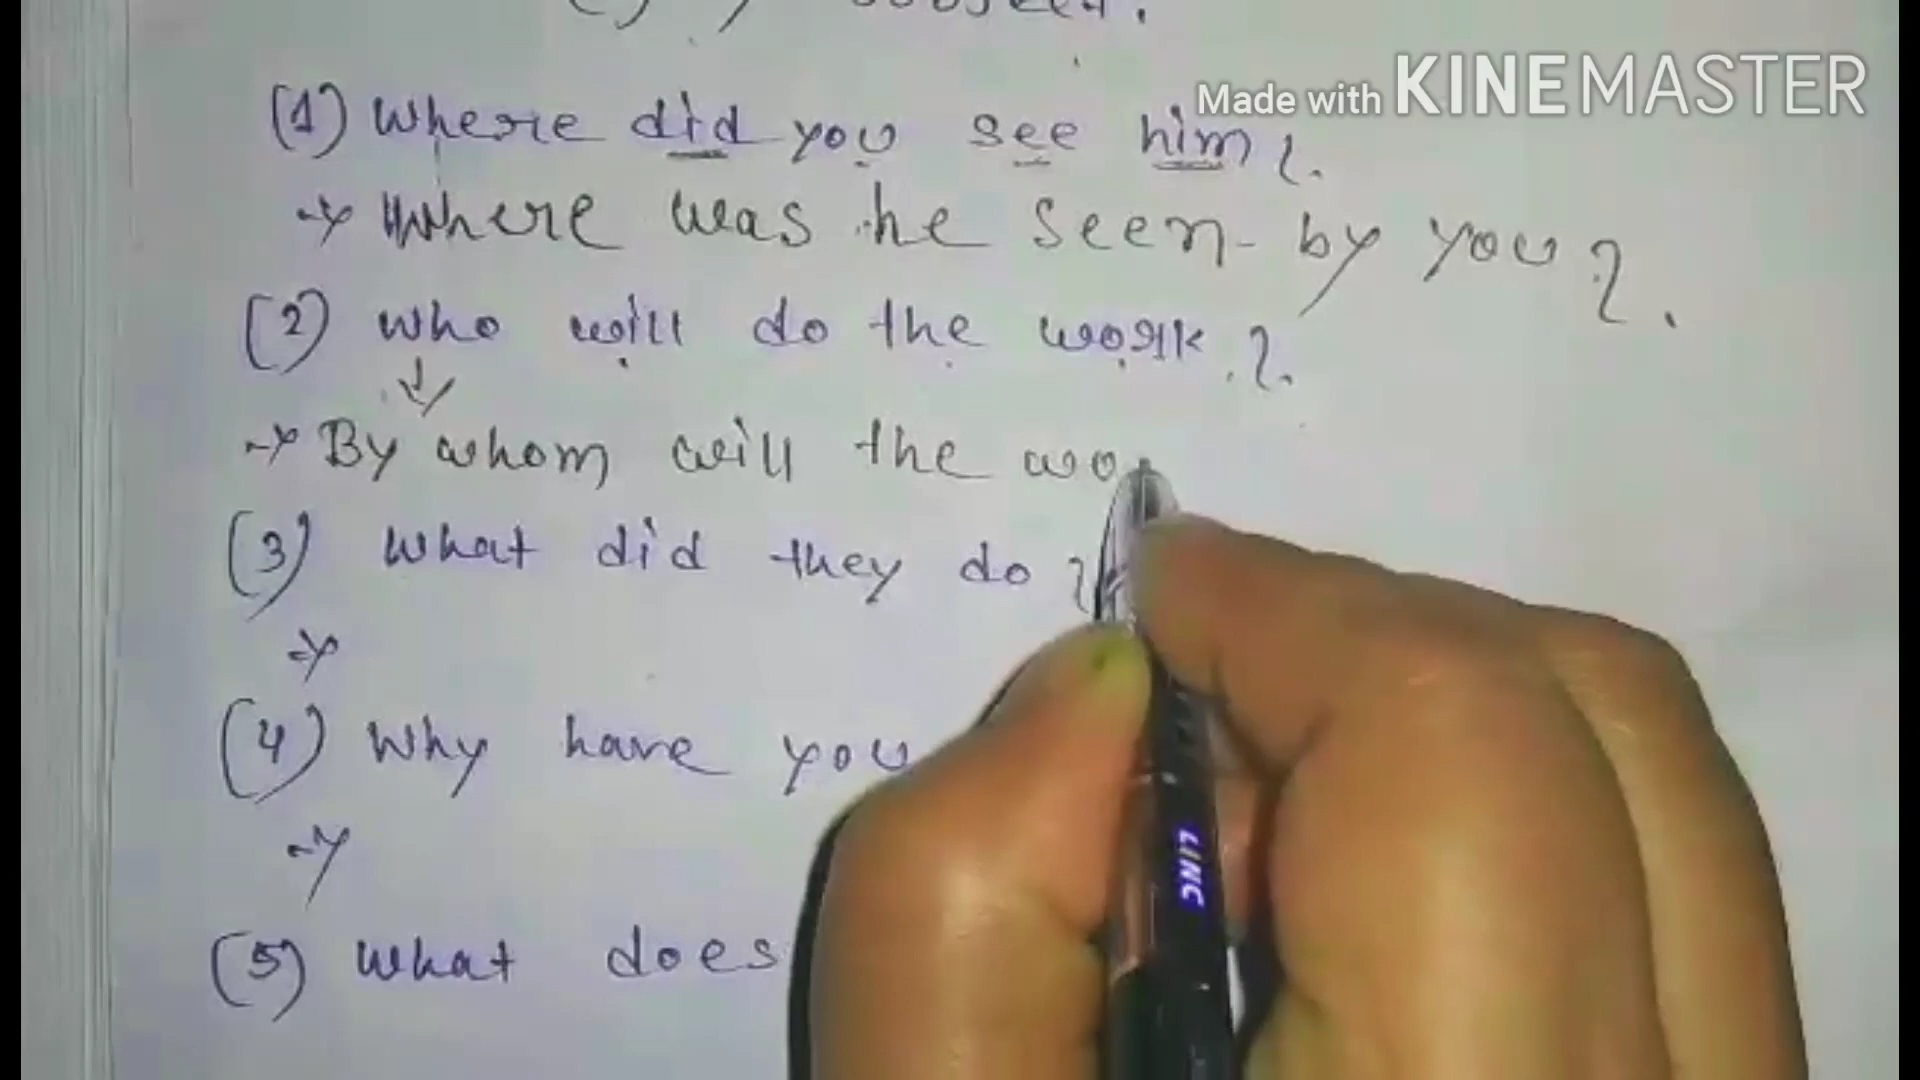 Made with KINEMASTER
(1) Where did you see him?.
→ Where was he seen by you?.
(2) Who will do the work?.
→ By whom will the wo
(3) What did they do?
→
(4) Why have you
→
(5) What does
LINC